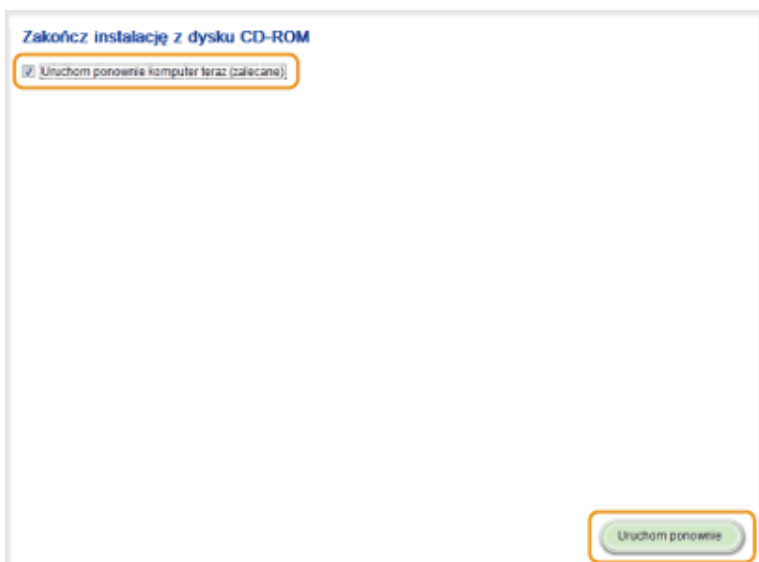 Zakończ instalację z dysku CD-ROM
Uruchom ponownie komputer teraz (zalecane)
Uruchom ponownie